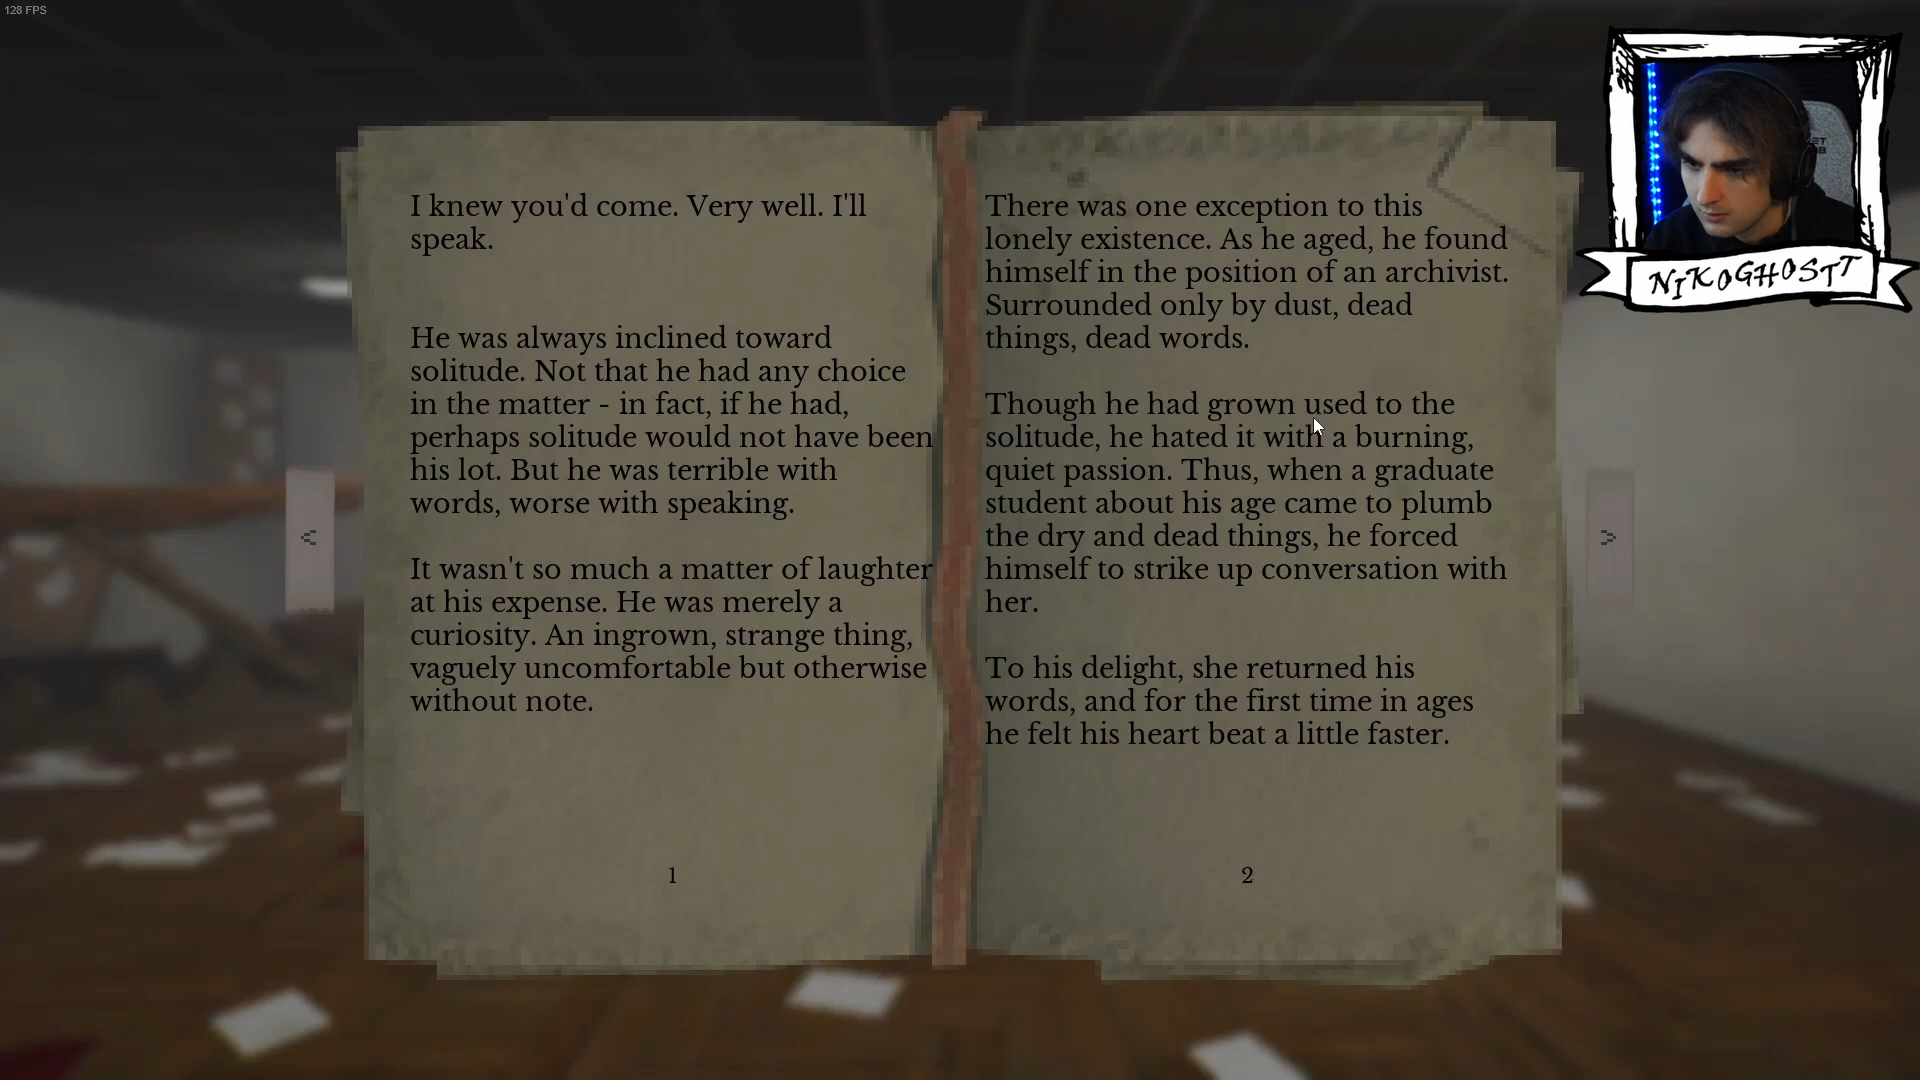 128 FPS
I knew you'd come. Very well. I'll
speak.
He was always inclined toward
solitude. Not that he had any choice
in the matter - in fact, if he had,
perhaps solitude would not have been
his lot. But he was terrible with
words, worse with speaking.
It wasn't so much a matter of laughter
at his expense. He was merely a
curiosity. An ingrown, strange thing,
vaguely uncomfortable but otherwise
without note.
1
There was one exception to this
lonely existence. As he aged, he found
himself in the position of an archivist.
Surrounded only by dust, dead
things, dead words.
Though he had grown used to the
solitude, he hated it with a burning,
quiet passion. Thus, when a graduate
student about his age came to plumb
the dry and dead things, he forced
himself to strike up conversation with
her.
To his delight, she returned his
words, and for the first time in ages
he felt his heart beat a little faster.
2
<
>
NIKOGHOSTT